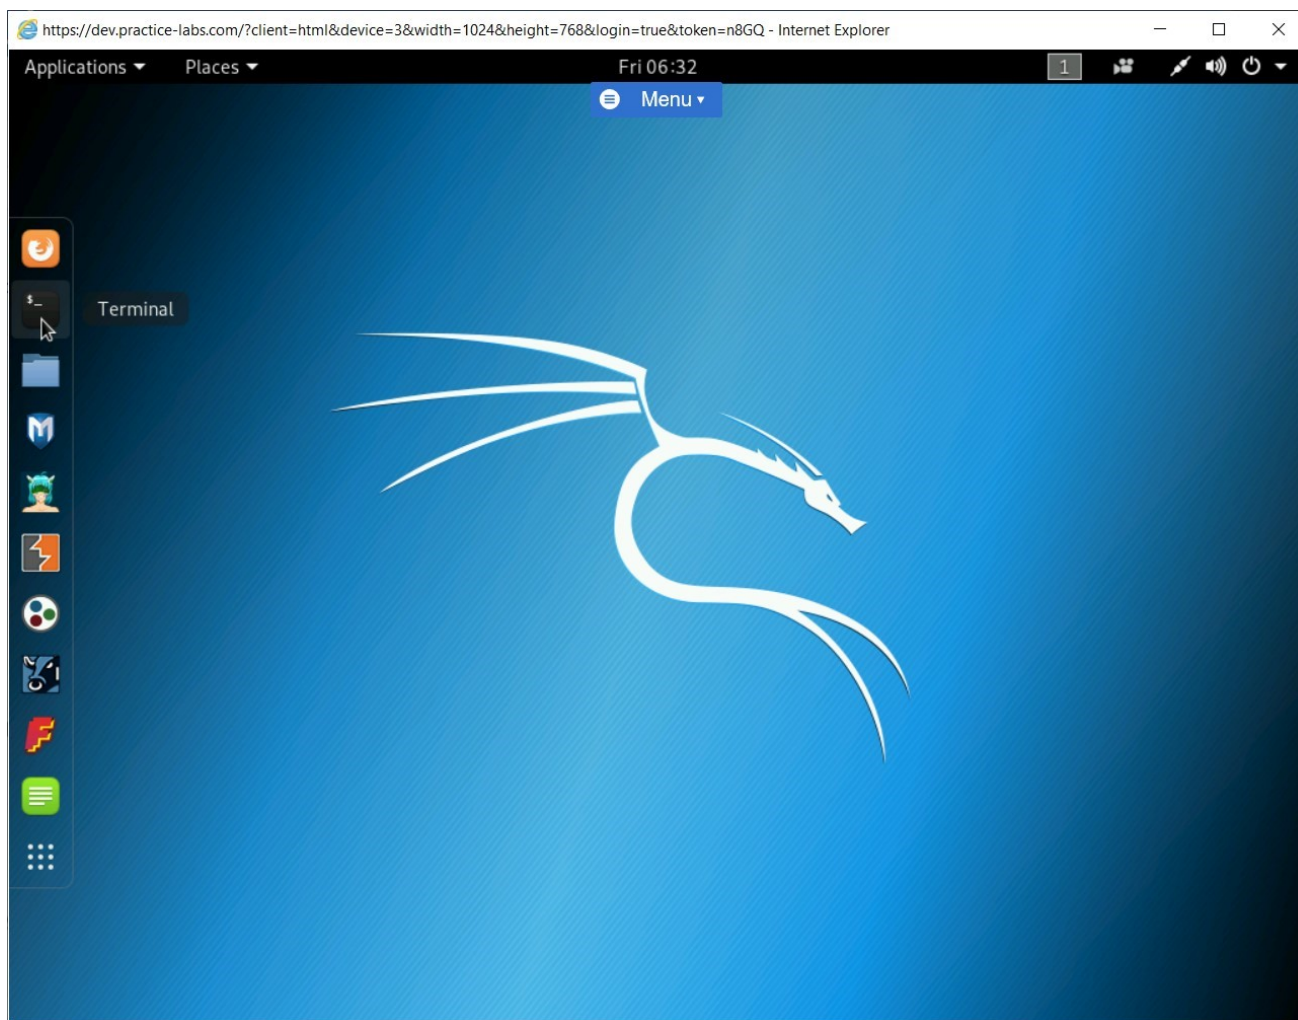 https://dev.practice-labs.com/?client=html&device=3&width=1024&height=768&login=true&token=n8GQ - Internet Explorer
Applications Places Fri 06:32 1
Menu
$_ Terminal